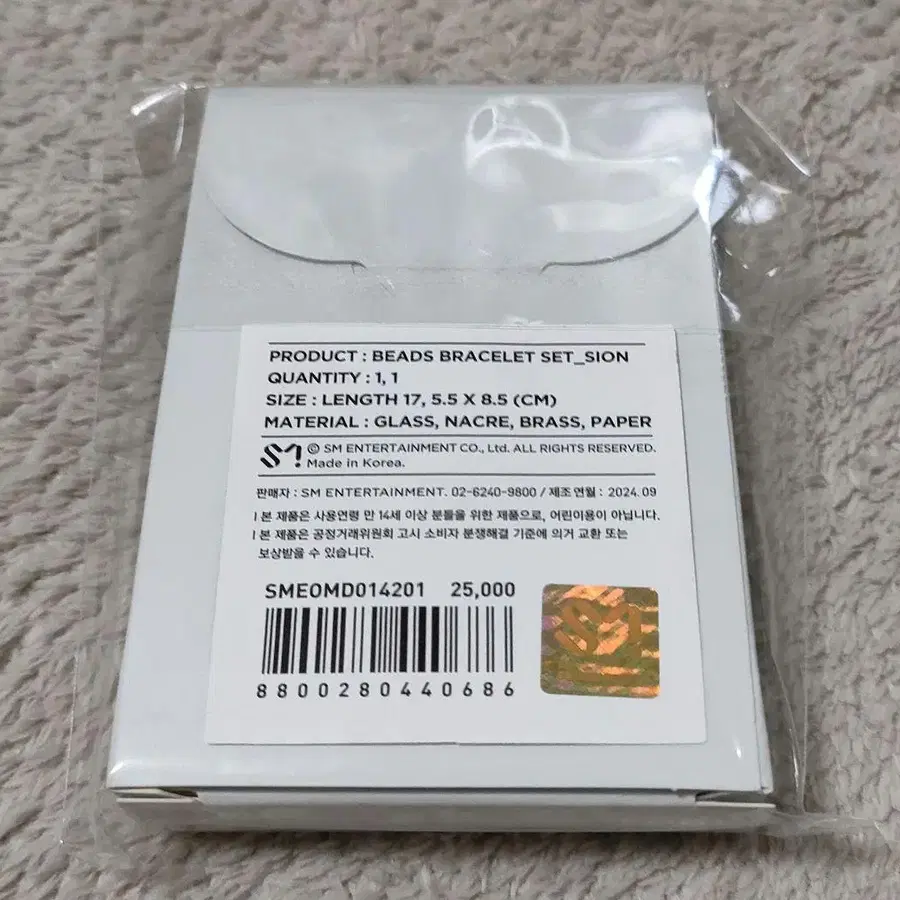 PRODUCT : BEADS BRACELET SET_SION
QUANTITY : 1, 1
SIZE : LENGTH 17, 5.5 X 8.5 (CM)
MATERIAL : GLASS, NACRE, BRASS, PAPER
SM © SM ENTERTAINMENT CO., Ltd. ALL RIGHTS RESERVED.
Made in Korea.
판매자 : SM ENTERTAINMENT. 02-6240-9800 / 제조연월 : 2024.09
l 본 제품은 사용연령 만 14세 이상 분들을 위한 제품으로, 어린이용이 아닙니다.
l 본 제품은 공정거래위원회 고시 소비자 분쟁해결 기준에 의거 교환 또는
보상받을 수 있습니다.
SMEOMD014201 25,000
8800280440686
SM